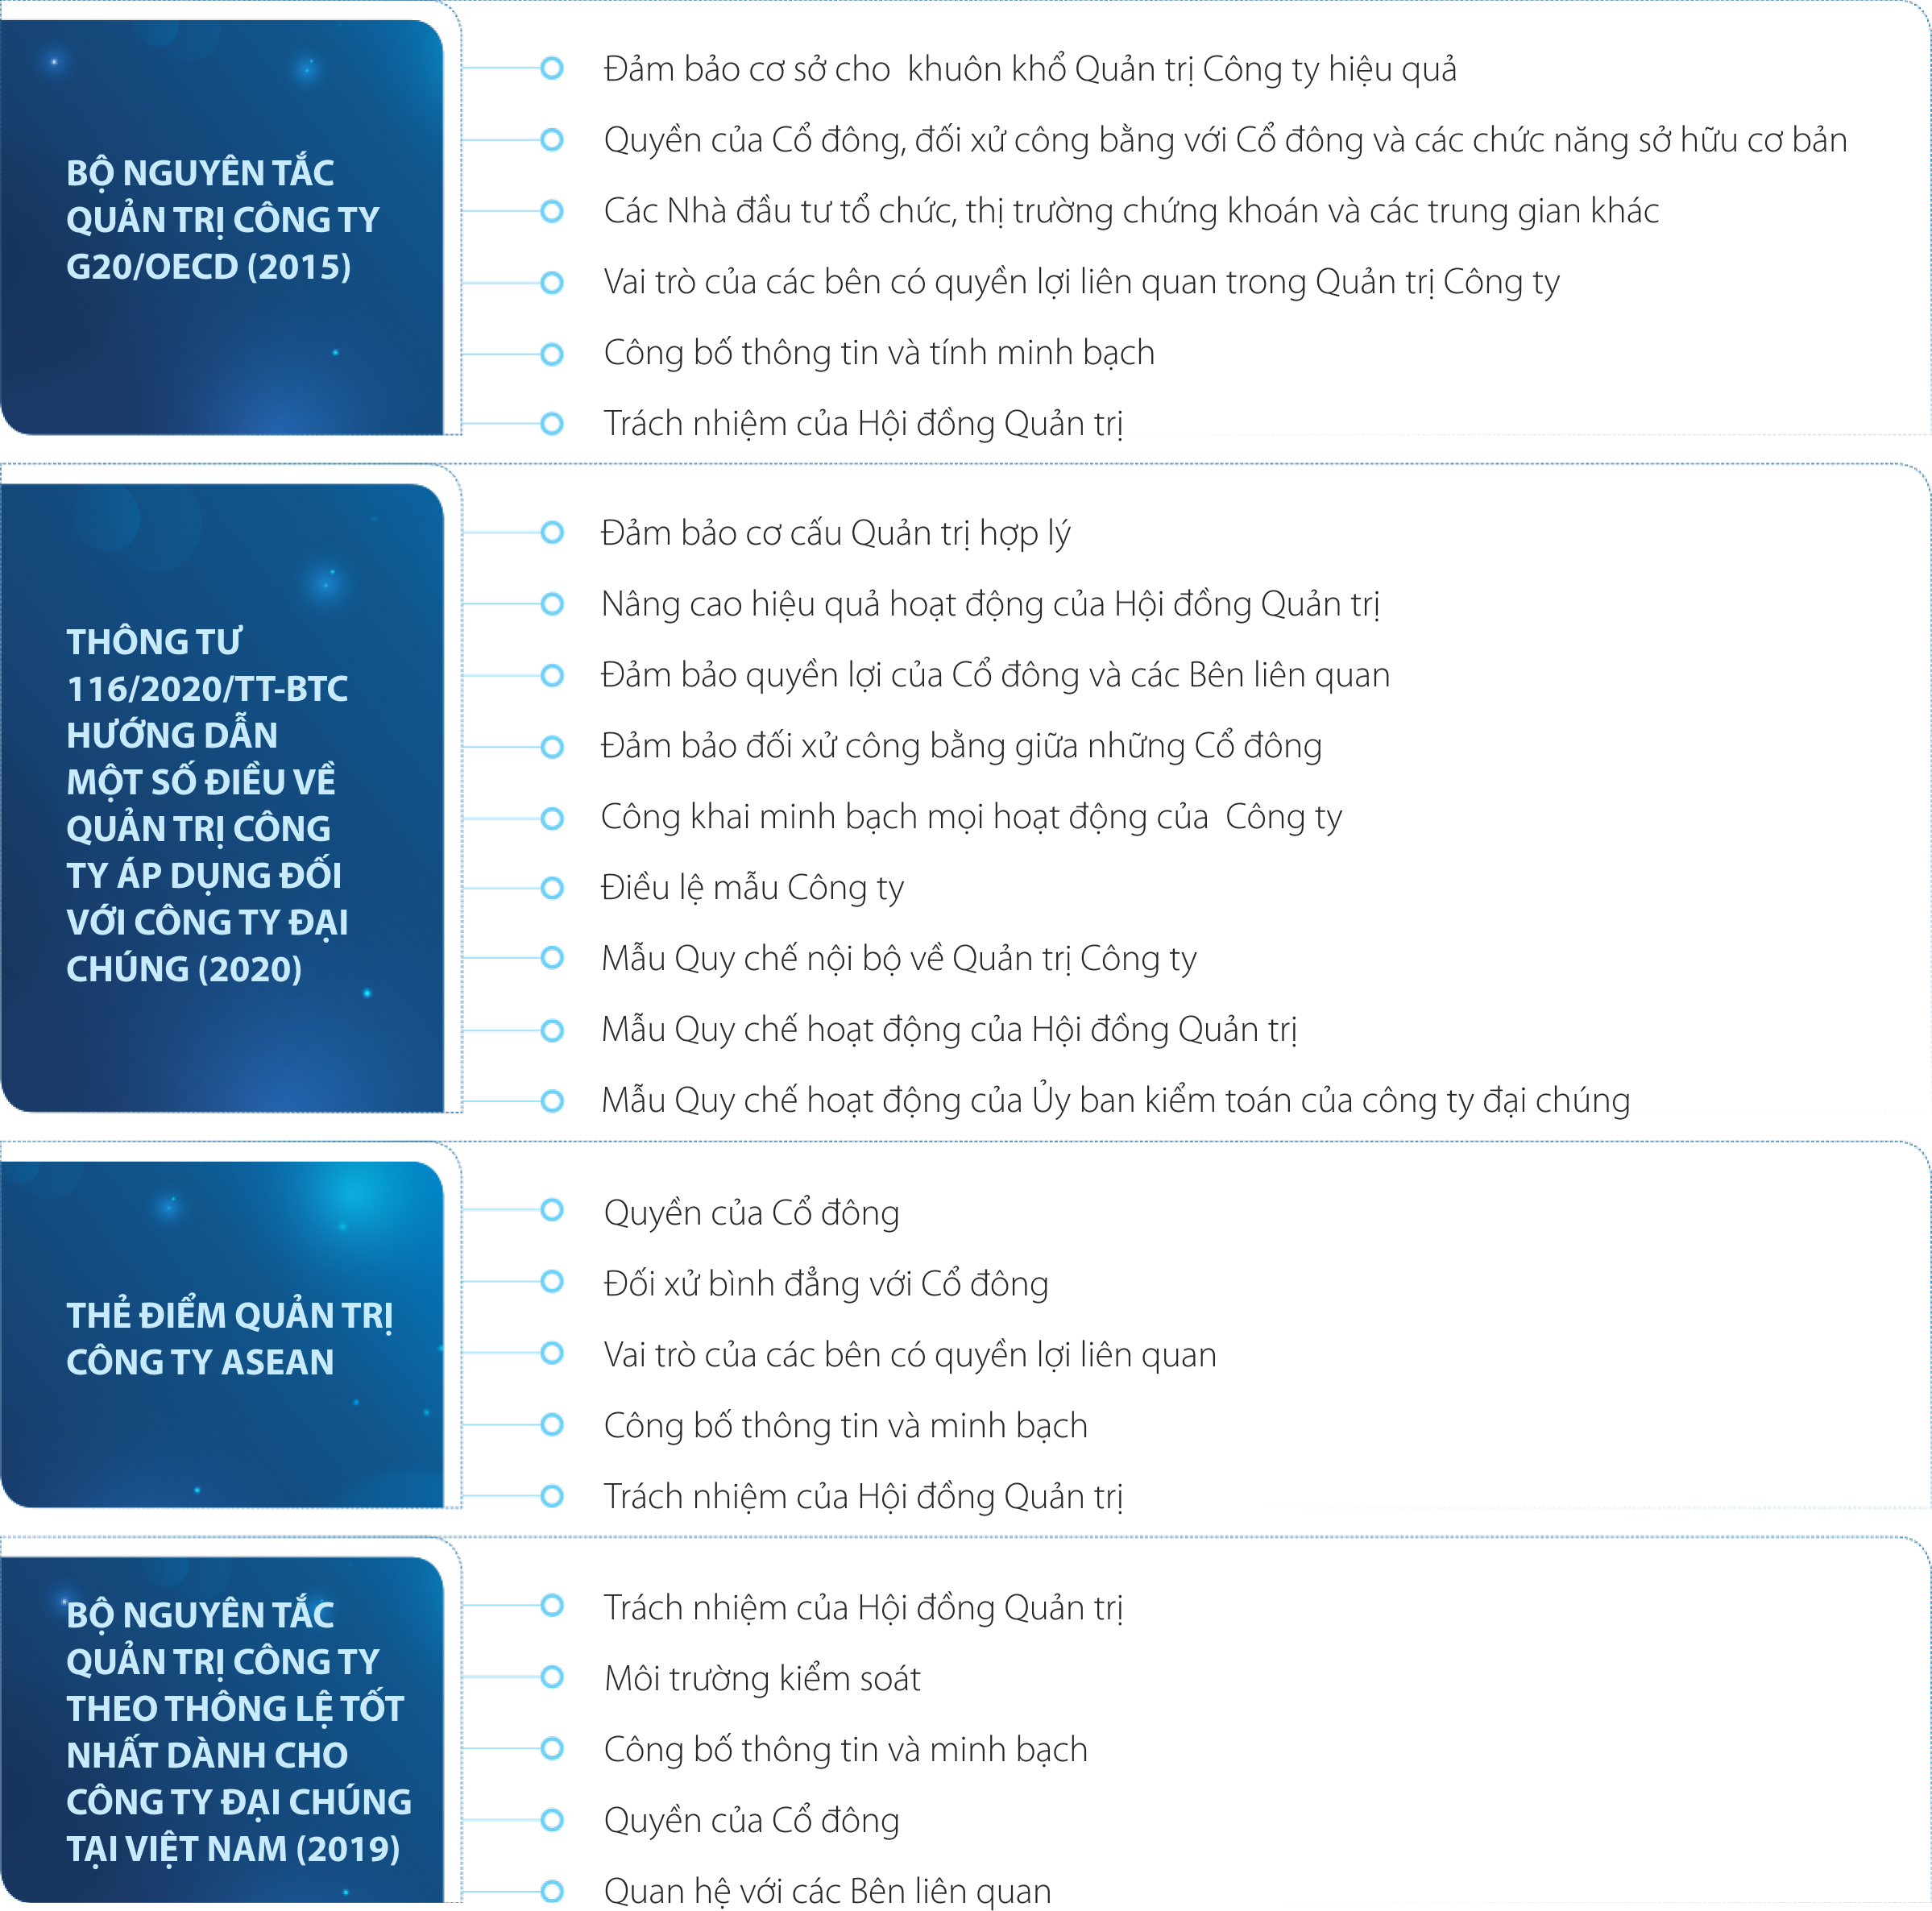 BỘ NGUYÊN TẮC
QUẢN TRỊ CÔNG TY
G20/OECD (2015)
Đảm bảo cơ sở cho khuôn khổ Quản trị Công ty hiệu quả
Quyền của Cổ đông, đối xử công bằng với Cổ đông và các chức năng sở hữu cơ bản
Các Nhà đầu tư tổ chức, thị trường chứng khoán và các trung gian khác
Vai trò của các bên có quyền lợi liên quan trong Quản trị Công ty
Công bố thông tin và tính minh bạch
Trách nhiệm của Hội đồng Quản trị
THÔNG TƯ
116/2020/TT-BTC
HƯỚNG DẪN
MỘT SỐ ĐIỀU VỀ
QUẢN TRỊ CÔNG
TY ÁP DỤNG ĐỐI
VỚI CÔNG TY ĐẠI
CHÚNG (2020)
Đảm bảo cơ cấu Quản trị hợp lý
Nâng cao hiệu quả hoạt động của Hội đồng Quản trị
Đảm bảo quyền lợi của Cổ đông và các Bên liên quan
Đảm bảo đối xử công bằng giữa những Cổ đông
Công khai minh bạch mọi hoạt động của Công ty
Điều lệ mẫu Công ty
Mẫu Quy chế nội bộ về Quản trị Công ty
Mẫu Quy chế hoạt động của Hội đồng Quản trị
Mẫu Quy chế hoạt động của Ủy ban kiểm toán của công ty đại chúng
THẺ ĐIỂM QUẢN TRỊ
CÔNG TY ASEAN
Quyền của Cổ đông
Đối xử bình đẳng với Cổ đông
Vai trò của các bên có quyền lợi liên quan
Công bố thông tin và minh bạch
Trách nhiệm của Hội đồng Quản trị
BỘ NGUYÊN TẮC
QUẢN TRỊ CÔNG TY
THEO THÔNG LỆ TỐT
NHẤT DÀNH CHO
CÔNG TY ĐẠI CHÚNG
TẠI VIỆT NAM (2019)
Trách nhiệm của Hội đồng Quản trị
Môi trường kiểm soát
Công bố thông tin và minh bạch
Quyền của Cổ đông
Quan hệ với các Bên liên quan